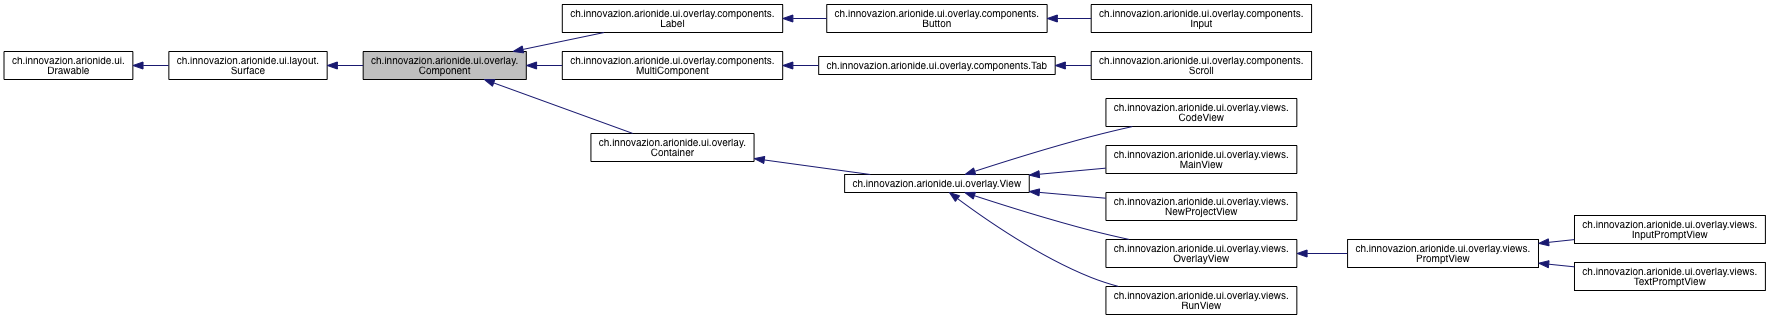 ch.innovazion.arionide.ui.
Drawable
ch.innovazion.arionide.ui.layout.
Surface
ch.innovazion.arionide.ui.overlay.
Component
ch.innovazion.arionide.ui.overlay.components.
Label
ch.innovazion.arionide.ui.overlay.components.
Button
ch.innovazion.arionide.ui.overlay.components.
Input
ch.innovazion.arionide.ui.overlay.components.
MultiComponent
ch.innovazion.arionide.ui.overlay.components.Tab
ch.innovazion.arionide.ui.overlay.components.
Scroll
ch.innovazion.arionide.ui.overlay.
Container
ch.innovazion.arionide.ui.overlay.View
ch.innovazion.arionide.ui.overlay.views.
CodeView
ch.innovazion.arionide.ui.overlay.views.
MainView
ch.innovazion.arionide.ui.overlay.views.
NewProjectView
ch.innovazion.arionide.ui.overlay.views.
OverlayView
ch.innovazion.arionide.ui.overlay.views.
RunView
ch.innovazion.arionide.ui.overlay.views.
PromptView
ch.innovazion.arionide.ui.overlay.views.
InputPromptView
ch.innovazion.arionide.ui.overlay.views.
TextPromptView